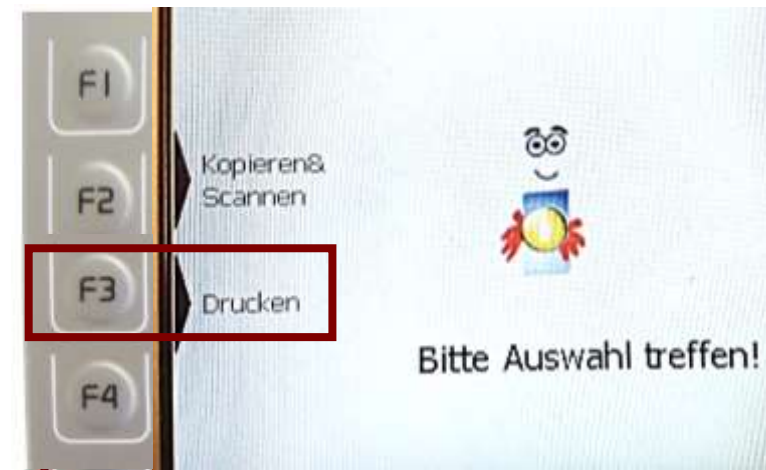 F1
Kopieren&
Scannen
F2
F3
Drucken
F4
Bitte Auswahl treffen!